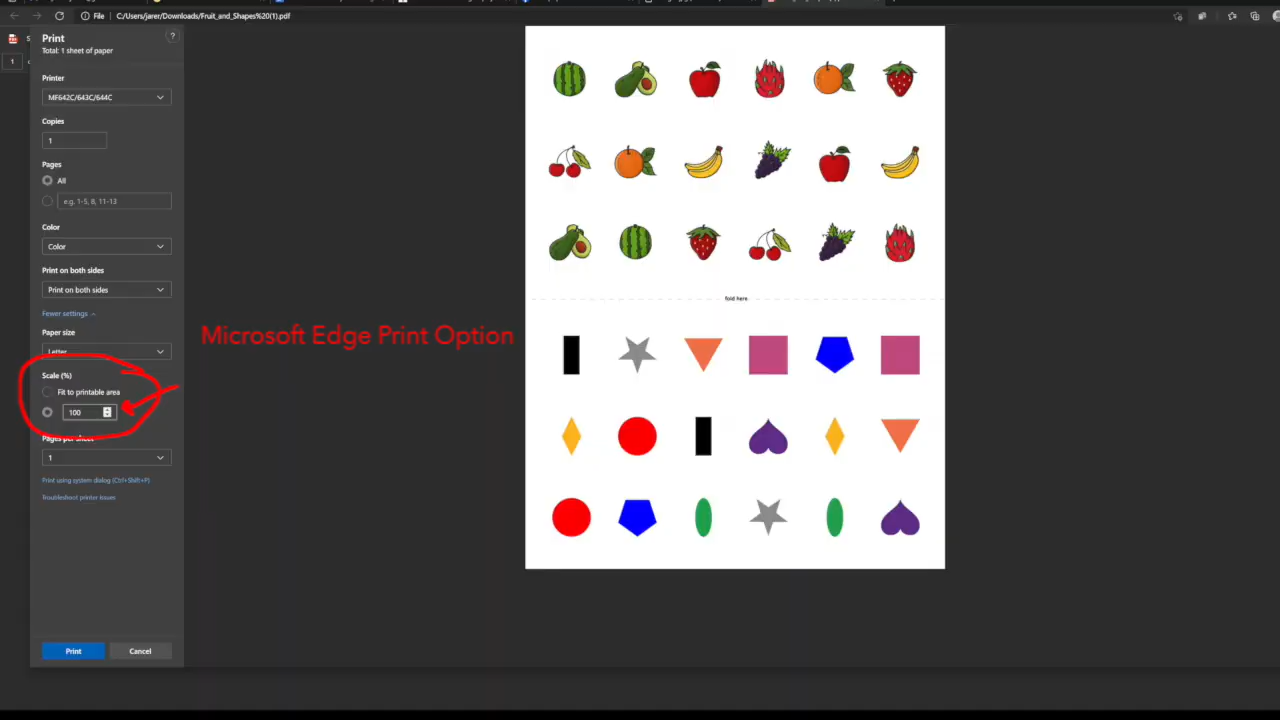 File C:/Users/jarer/Downloads/Fruit_and_Shapes%20(1).pdf
Print
?
Total: 1 sheet of paper
1
Printer
MF642C/643C/644C
Copies
1
Pages
All
e.g. 1-5, 8, 11-13
Color
Color
Print on both sides
Print on both sides
Fewer settings
Paper size
Letter
Scale (%)
Fit to printable area
100
Pages per sheet
1
Print using system dialog (Ctrl+Shift+P)
Troubleshoot printer issues
Print
Cancel
Microsoft Edge Print Option
fold here